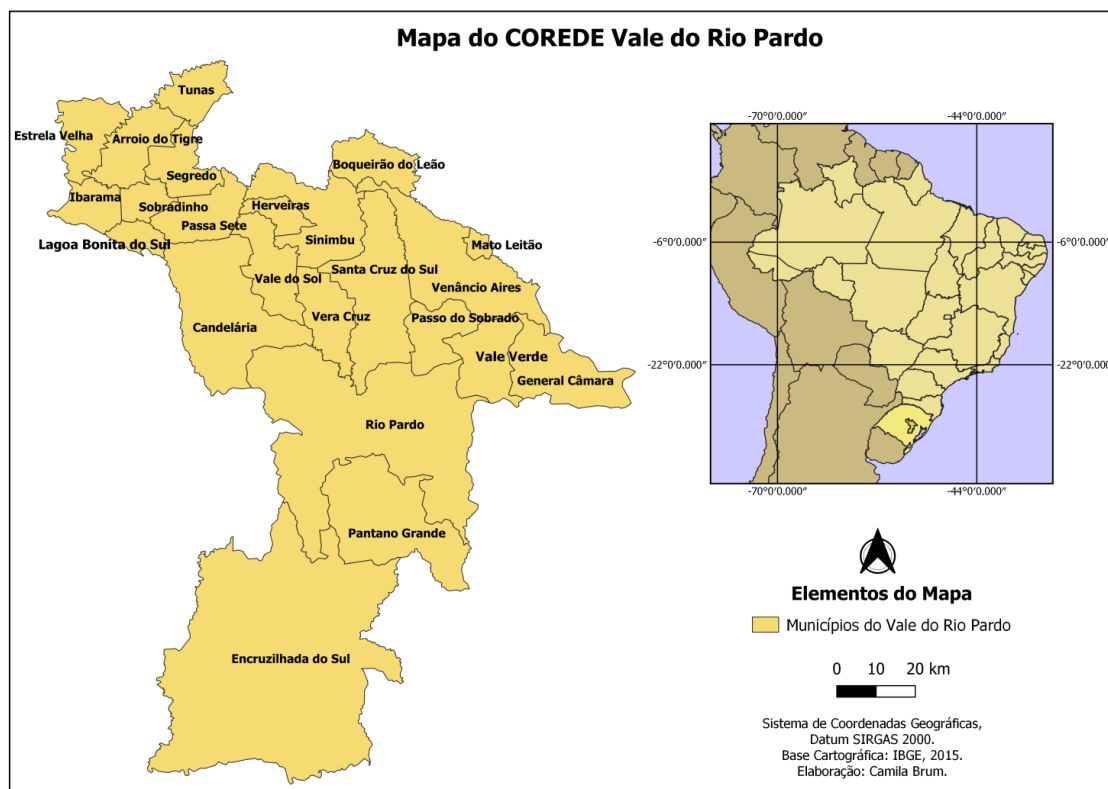 Mapa do COREDE Vale do Rio Pardo
Tunas
Estrela Velha
Arroio do Tigre
Segredo
Boqueirão do Leão
Ibarama
Sobradinho
Herveiras
Passa Sete
Sinimbu
Mato Leitão
Lagoa Bonita do Sul
Vale do Sol
Santa Cruz do Sul
Venâncio Aires
Candelária
Vera Cruz
Passo do Sobrado
Vale Verde
General Câmara
Rio Pardo
Pantano Grande
Encruzilhada do Sul
-70°0'0.000"
-44°0'0.000"
-6°0'0.000"
-6°0'0.000"
-22°0'0.000"
-22°0'0.000"
-70°0'0.000"
-44°0'0.000"
Elementos do Mapa
Municípios do Vale do Rio Pardo
0 10 20 km
Sistema de Coordenadas Geográficas,
Datum SIRGAS 2000.
Base Cartográfica: IBGE, 2015.
Elaboração: Camila Brum.